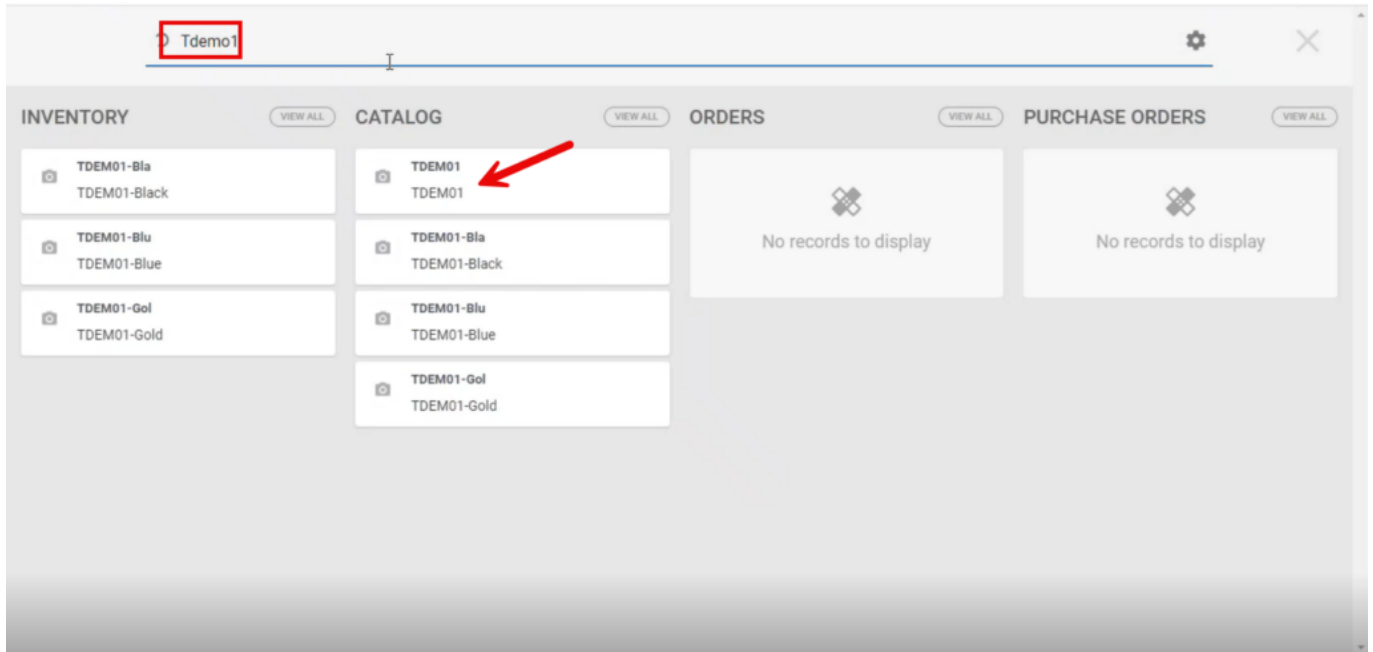 Tdemo1
INVENTORY
VIEW ALL
TDEM01-Bla
TDEM01-Black
TDEM01-Blu
TDEM01-Blue
TDEM01-Gol
TDEM01-Gold
CATALOG
VIEW ALL
TDEM01
TDEM01
TDEM01-Bla
TDEM01-Black
TDEM01-Blu
TDEM01-Blue
TDEM01-Gol
TDEM01-Gold
ORDERS
VIEW ALL
No records to display
PURCHASE ORDERS
VIEW ALL
No records to display